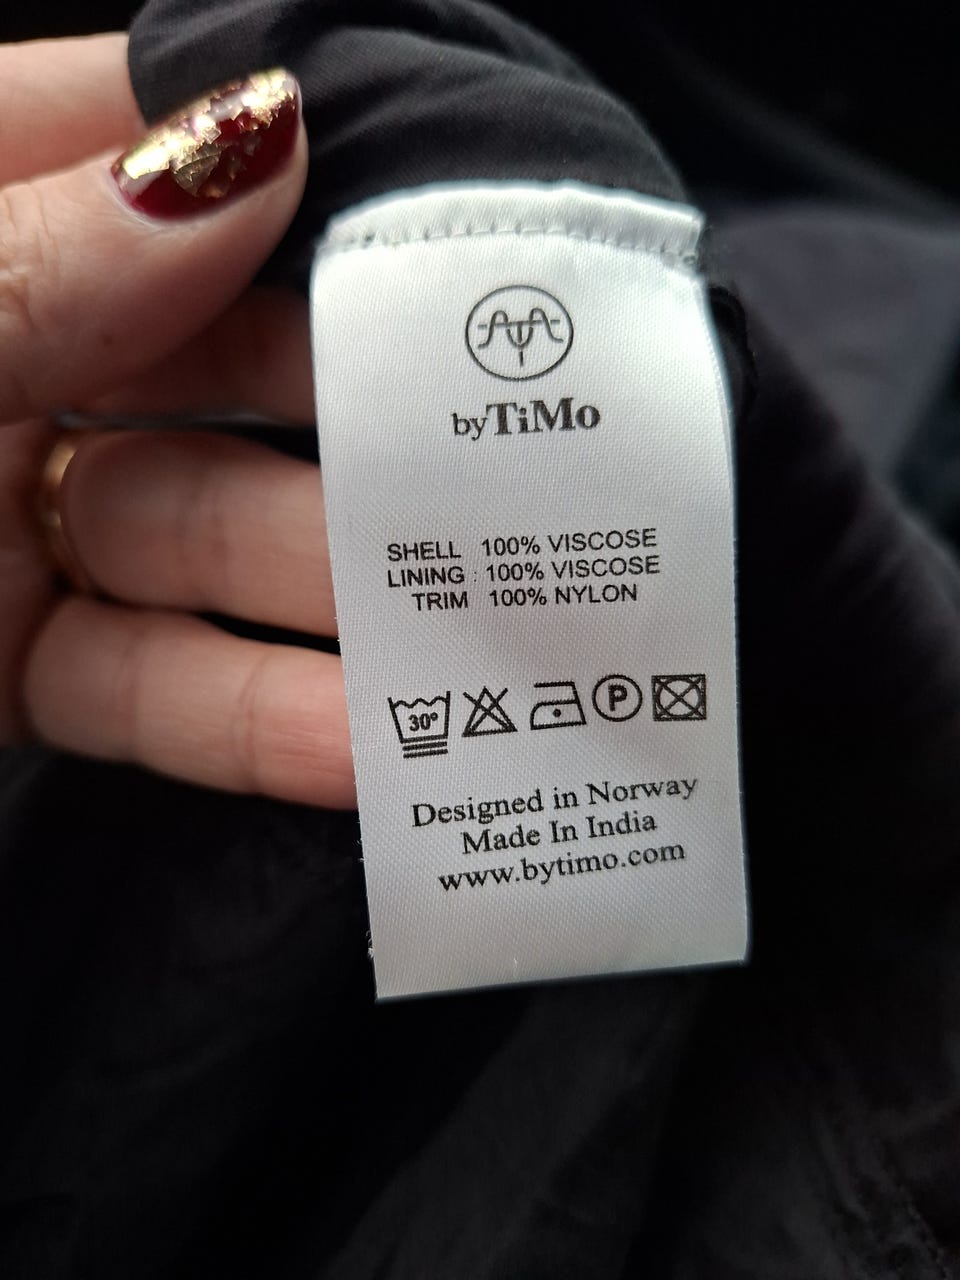 byTiMo
SHELL 100% VISCOSE
LINING : 100% VISCOSE
TRIM 100% NYLON
30°
P
Designed in Norway
Made In India
www.bytimo.com